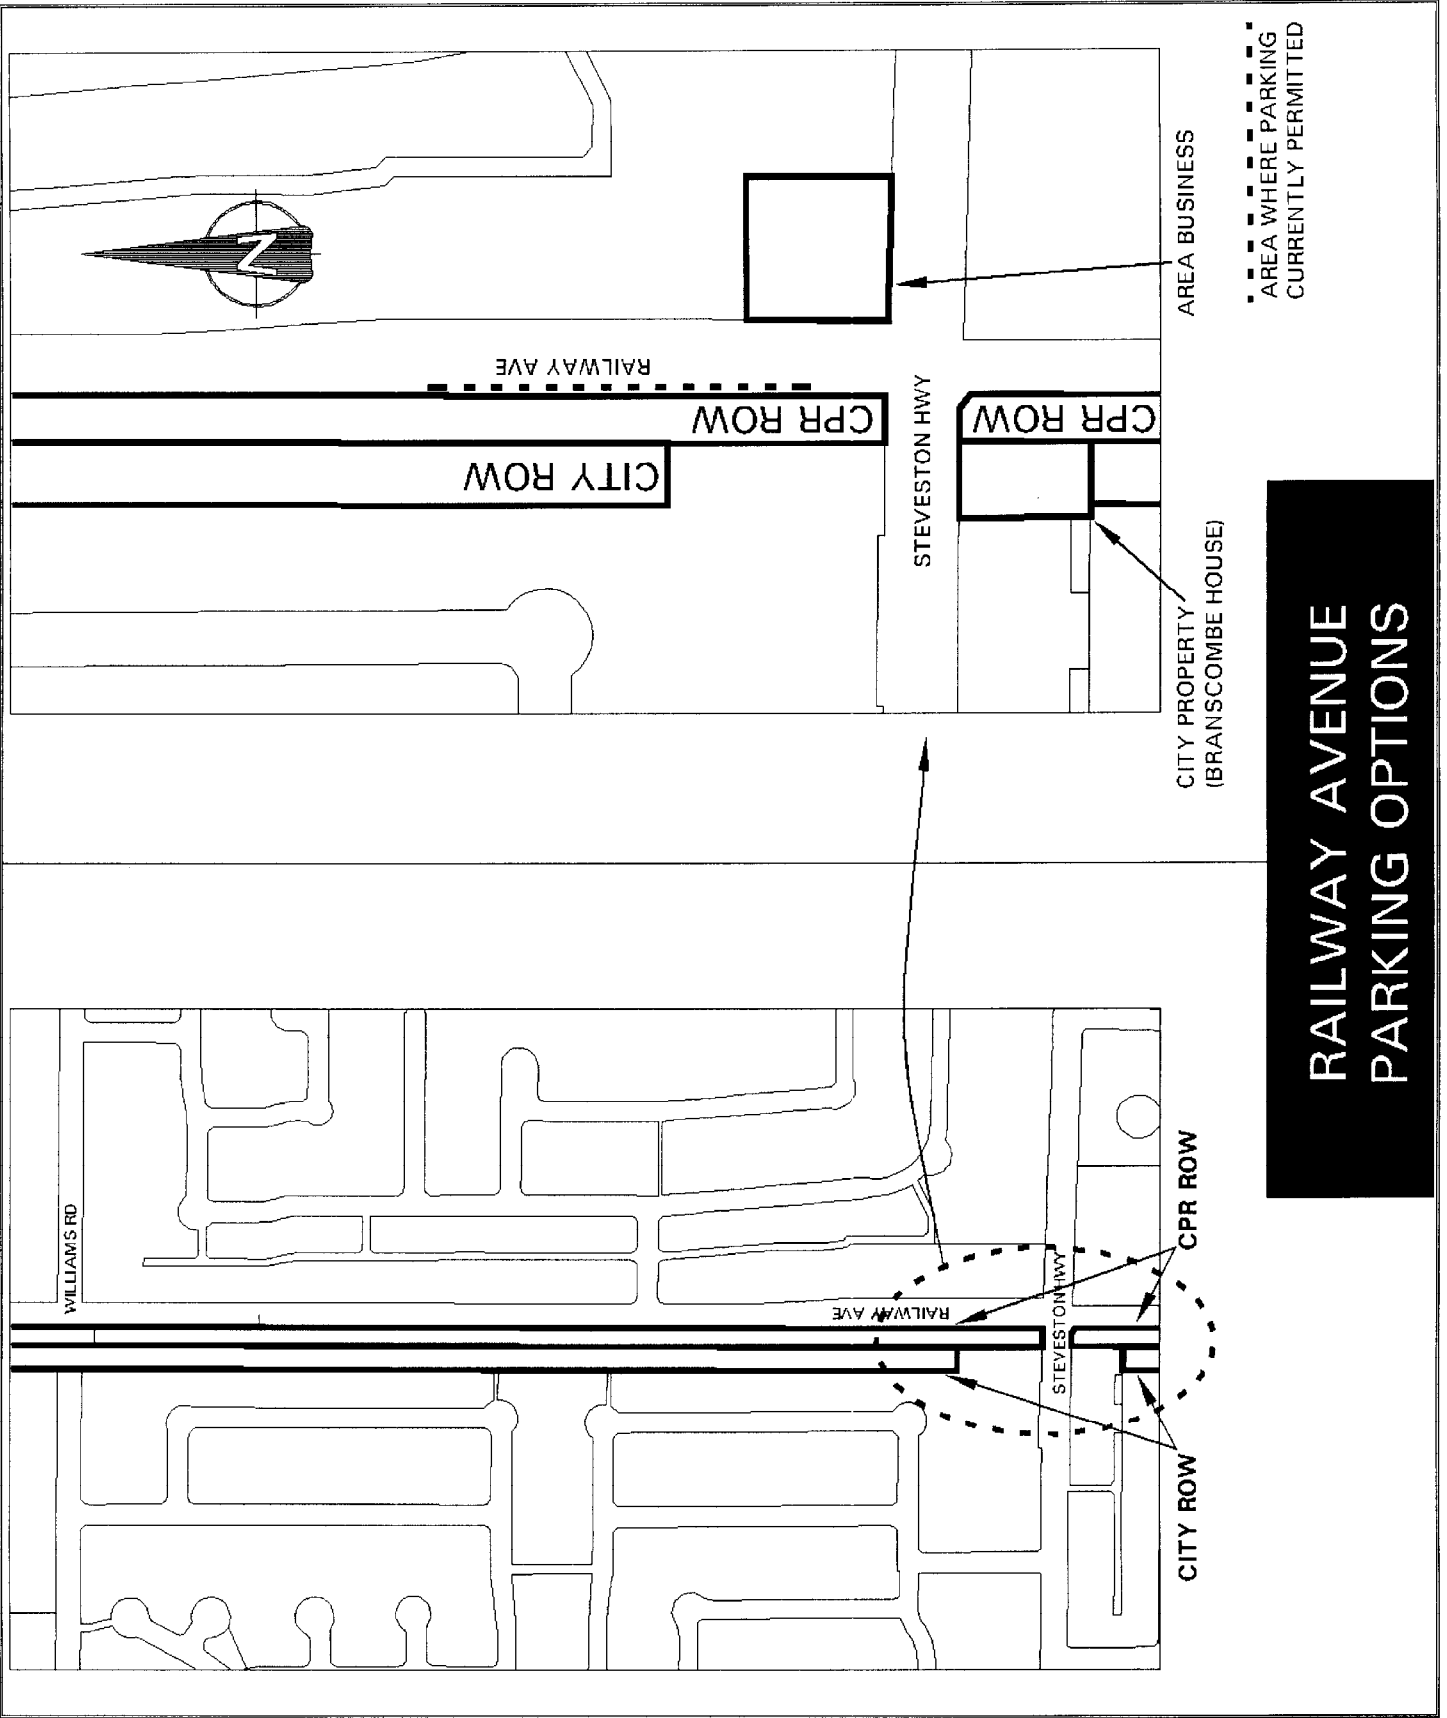 WILLIAMS RD
RAILWAY AVE
STEVESTON HWY
CITY ROW
CPR ROW
N
RAILWAY AVE
CPR ROW
CITY ROW
STEVESTON HWY
CPR ROW
CITY PROPERTY
(BRANSCOMBE HOUSE)
AREA BUSINESS
AREA WHERE PARKING
CURRENTLY PERMITTED
RAILWAY AVENUE
PARKING OPTIONS